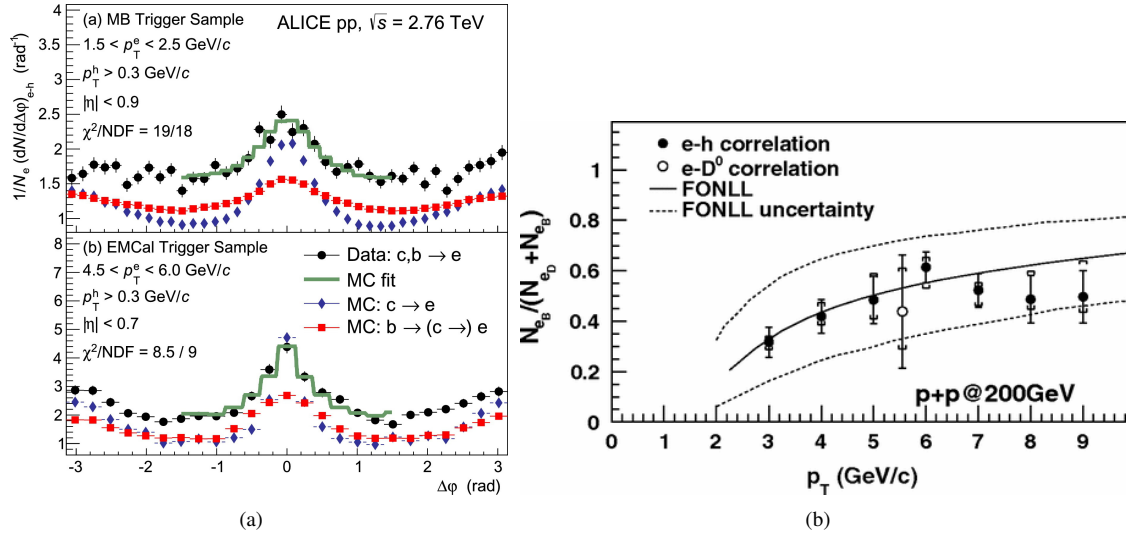 (a) MB Trigger Sample
ALICE pp, √s = 2.76 TeV
1.5 < p_T^e < 2.5 GeV/c
p_T^h > 0.3 GeV/c
|η| < 0.9
χ²/NDF = 19/18
1/N_e (dN/dΔφ)_e-h (rad⁻¹)
4
3.5
3
2.5
2
1.5
1
(b) EMCal Trigger Sample
4.5 < p_T^e < 6.0 GeV/c
p_T^h > 0.3 GeV/c
|η| < 0.7
χ²/NDF = 8.5 / 9
Data: c,b → e
MC fit
MC: c → e
MC: b → (c →) e
8
7
6
5
4
3
2
1
-3 -2 -1 0 1 2 3
Δφ (rad)
(a)
e-h correlation
e-D⁰ correlation
FONLL
FONLL uncertainty
N_e_B/(N_e_D + N_e_B)
1
0.8
0.6
0.4
0.2
0
p+p@200GeV
0 1 2 3 4 5 6 7 8 9
p_T (GeV/c)
(b)